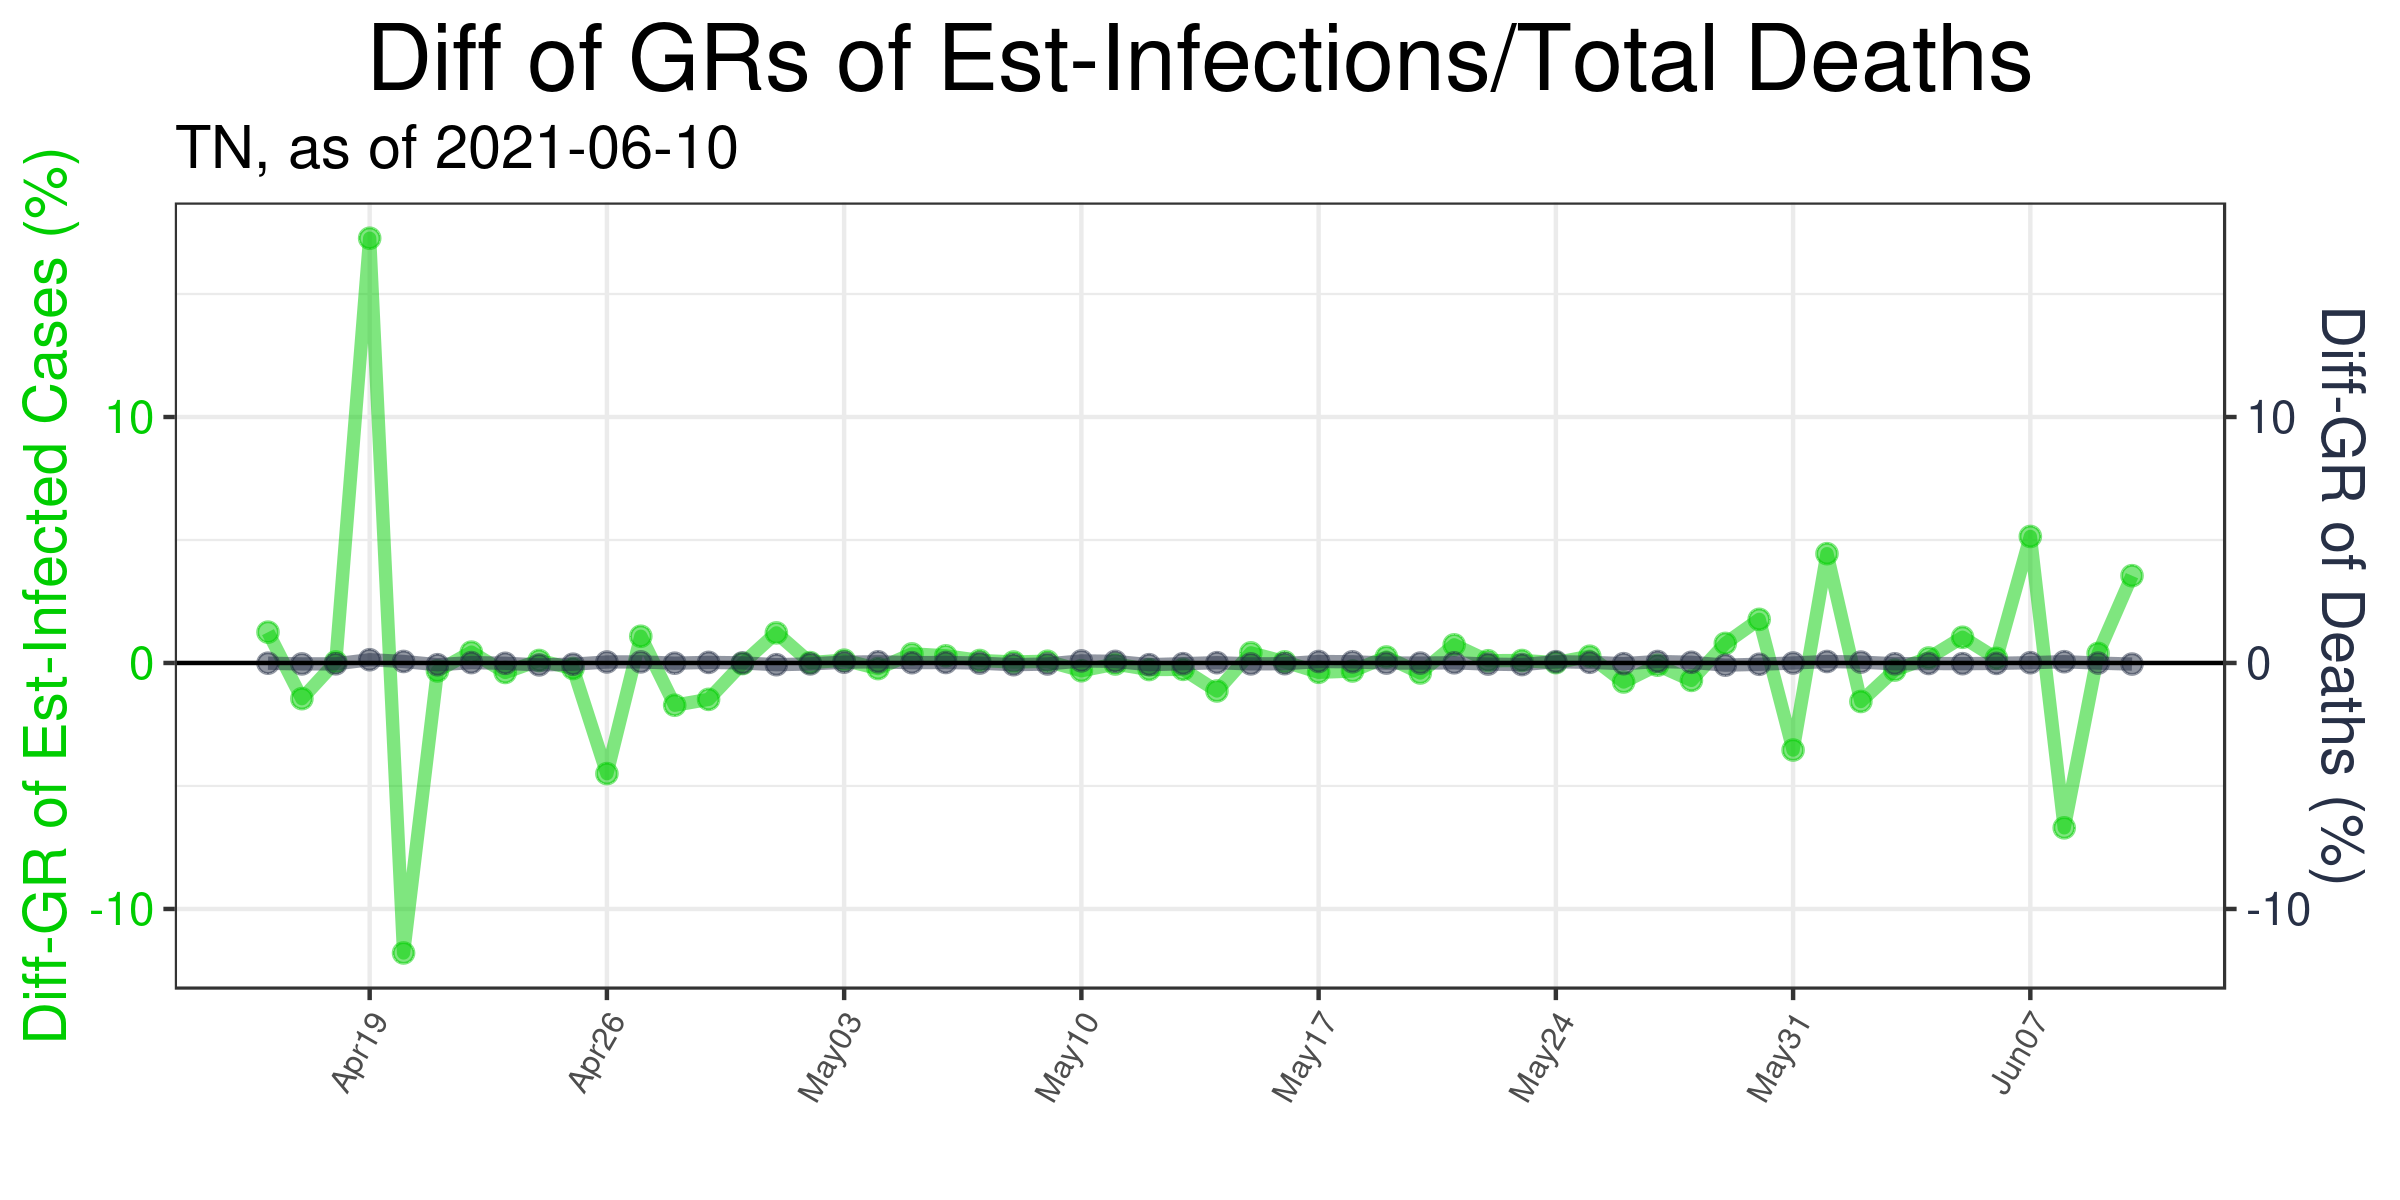 Diff of GRs of Est-Infections/Total Deaths
TN, as of 2021-06-10
Diff-GR of Est-Infected Cases (%)
10
0
-10
10
0
-10
Diff-GR of Deaths (%)
Apr19
Apr26
May03
May10
May17
May24
May31
Jun07